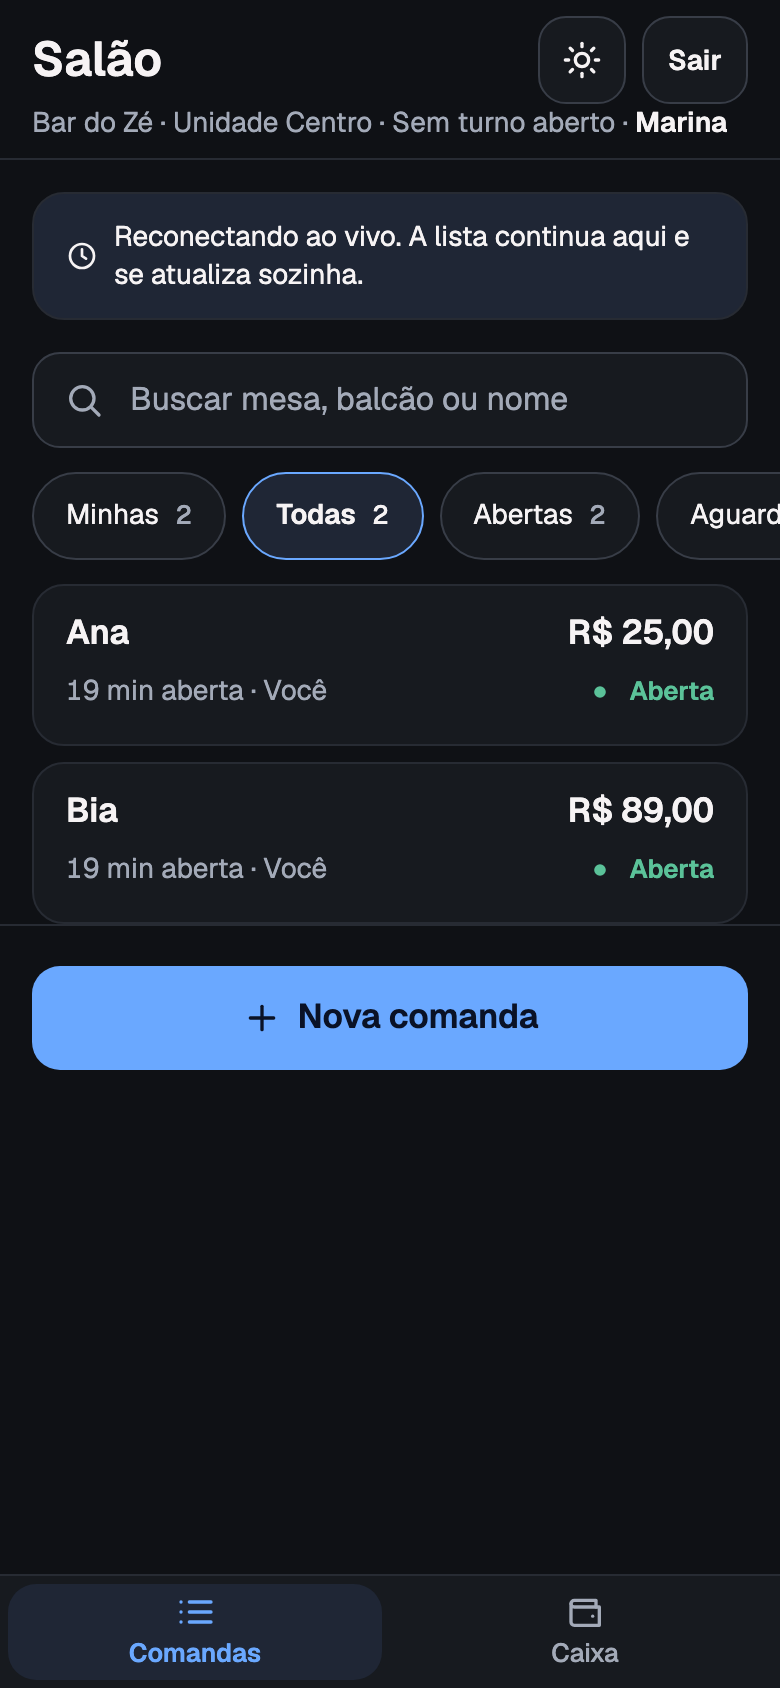 Salão
Sair
Bar do Zé · Unidade Centro · Sem turno aberto · Marina
Reconectando ao vivo. A lista continua aqui e
se atualiza sozinha.
Buscar mesa, balcão ou nome
Minhas 2
Todas 2
Abertas 2
Aguard
Ana
R$ 25,00
19 min aberta · Você
Aberta
Bia
R$ 89,00
19 min aberta · Você
Aberta
Nova comanda
Comandas
Caixa